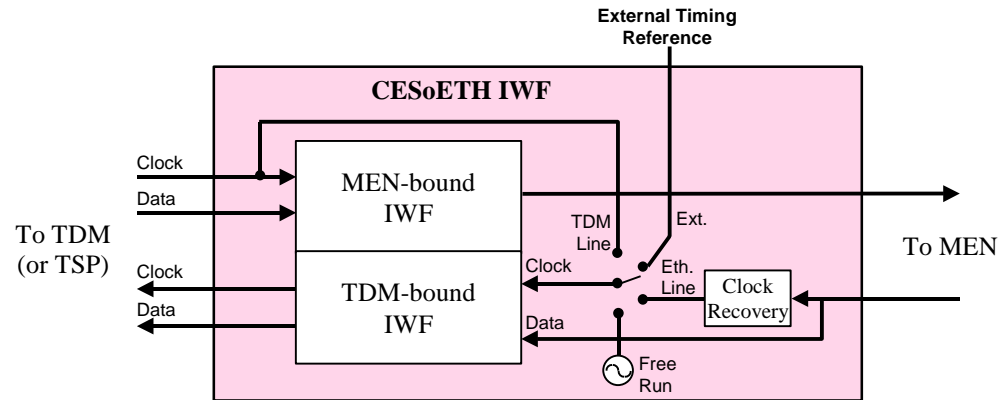 External Timing
Reference
CESoETH IWF
Clock
Data
MEN-bound
IWF
To TDM
(or TSP)
TDM
Line
Ext.
To MEN
Clock
Data
TDM-bound
IWF
Clock
Eth.
Line
Clock
Recovery
Data
Free
Run